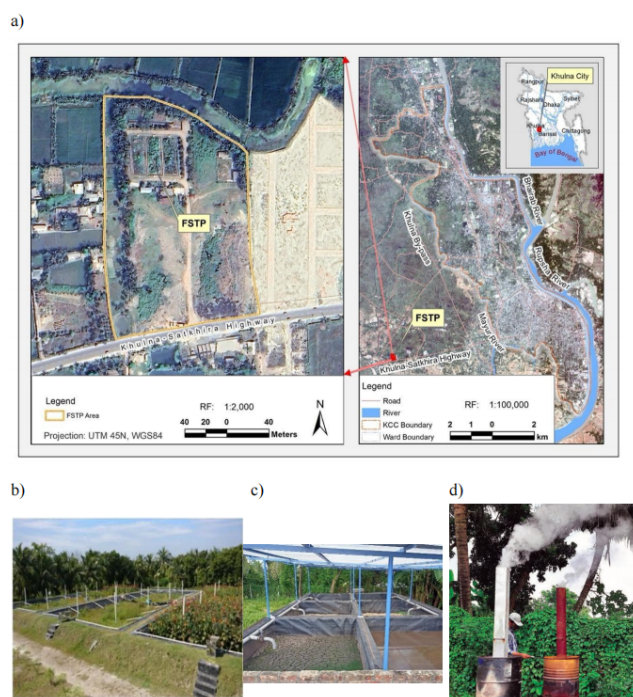 a)
Khulna City
Rangpur
Rajshahi
Dhaka
Sylhet
Khulna
Barisal
Chittagong
Bay of Bengal
FSTP
Khulna-Satkhira Highway
Bhairab River
Rupsha River
Khulna By-pass
FSTP
Mayur River
Khulna Satkhira Highway
Legend
FSTP Area
RF: 1:2,000
Projection: UTM 45N, WGS84
40 20 0 40
Meters
N
Legend
Road
River
KCC Boundary
Ward Boundary
RF: 1:100,000
2 1 0 2
km
b)
c)
d)